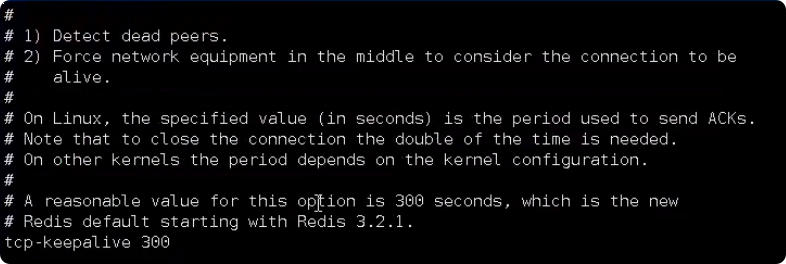 #
# 1) Detect dead peers.
# 2) Force network equipment in the middle to consider the connection to be
#    alive.
#
# On Linux, the specified value (in seconds) is the period used to send ACKs.
# Note that to close the connection the double of the time is needed.
# On other kernels the period depends on the kernel configuration.
#
# A reasonable value for this option is 300 seconds, which is the new
# Redis default starting with Redis 3.2.1.
tcp-keepalive 300